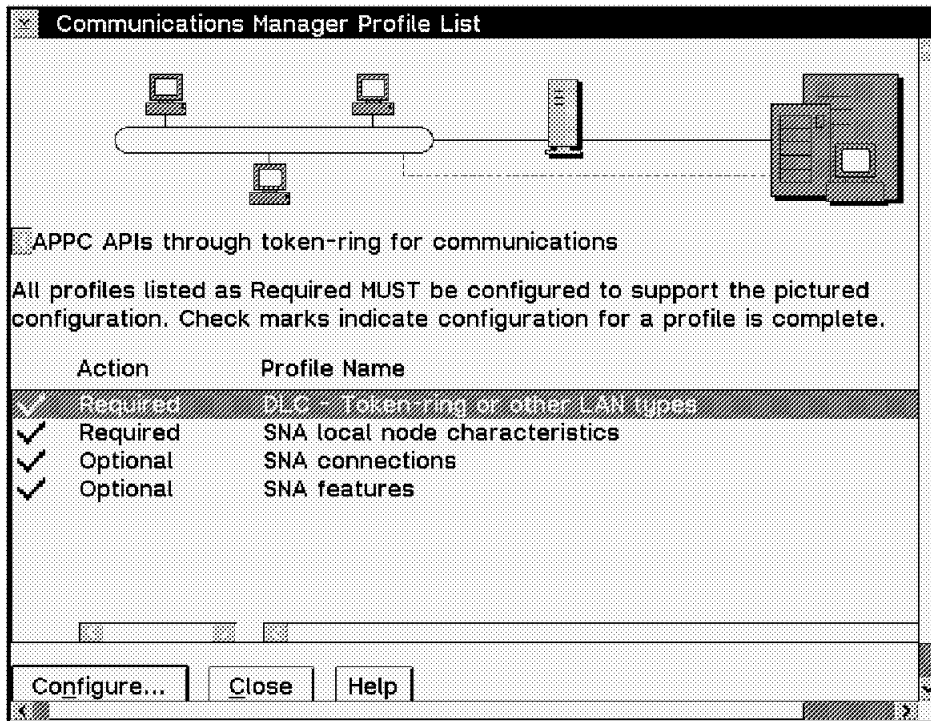 Communications Manager Profile List
APPC APIs through token-ring for communications
All profiles listed as Required MUST be configured to support the pictured
configuration. Check marks indicate configuration for a profile is complete.
Action Profile Name
Required DLC - Token-ring or other LAN types
Required SNA local node characteristics
Optional SNA connections
Optional SNA features
Configure... Close Help